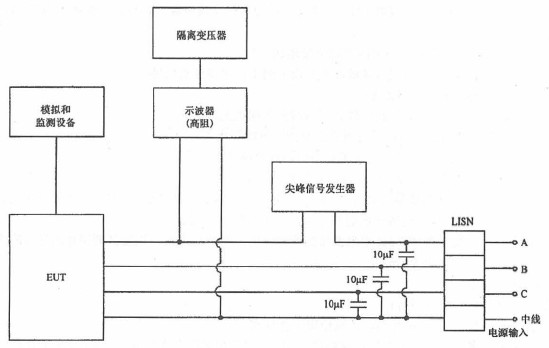 隔离变压器
模拟和
监测设备
示波器
(高阻)
尖峰信号发生器
LISN
A
10μF
B
EUT
10μF
C
10μF
中线
电源输入